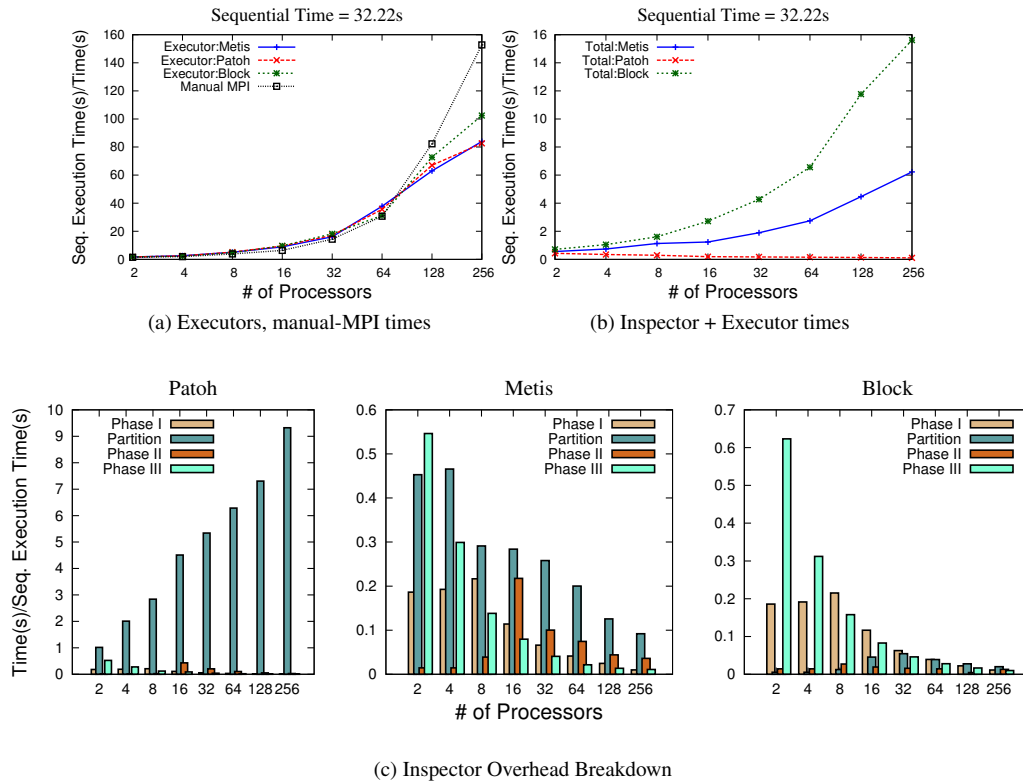 Sequential Time = 32.22s
Seq. Execution Time(s)/Time(s)
160
140
120
100
80
60
40
20
0
Executor:Metis
Executor:Patoh
Executor:Block
Manual MPI
2 4 8 16 32 64 128 256
# of Processors
(a) Executors, manual-MPI times
Sequential Time = 32.22s
Seq. Execution Time(s)/Time(s)
16
14
12
10
8
6
4
2
0
Total:Metis
Total:Patoh
Total:Block
2 4 8 16 32 64 128 256
# of Processors
(b) Inspector + Executor times
Patoh
Time(s)/Seq. Execution Time(s)
10
9
8
7
6
5
4
3
2
1
0
Phase I
Partition
Phase II
Phase III
2 4 8 16 32 64 128 256
Metis
0.6
0.5
0.4
0.3
0.2
0.1
0
Phase I
Partition
Phase II
Phase III
2 4 8 16 32 64 128 256
# of Processors
Block
0.7
0.6
0.5
0.4
0.3
0.2
0.1
0
Phase I
Partition
Phase II
Phase III
2 4 8 16 32 64 128 256
(c) Inspector Overhead Breakdown